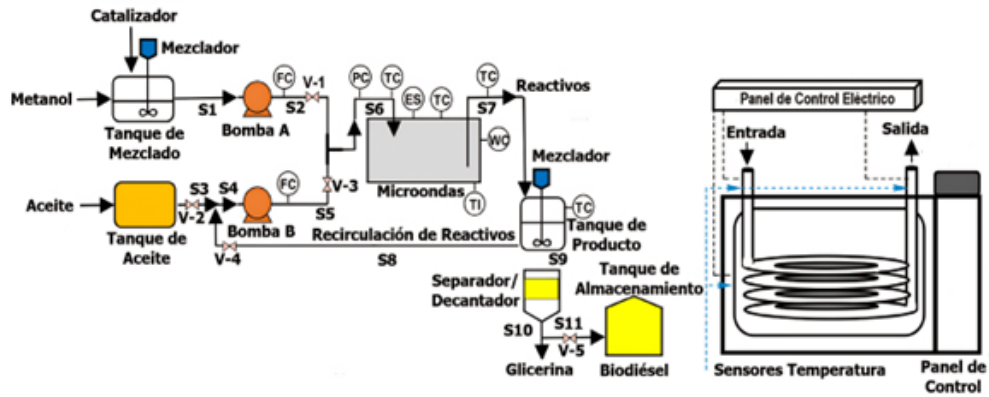 Catalizador
Mezclador
Metanol
S1
FC
S2
V-1
Bomba A
Tanque de
Mezclado
PC
TC
S6
ES
TC
TC
S7
Reactivos
WC
Microondas
TI
Mezclador
TC
Tanque de
Producto
Aceite
S3
V-2
S4
FC
V-3
S5
Bomba B
Tanque de
Aceite
V-4
Recirculación de Reactivos
S8
S9
Separador/
Decantador
Tanque de
Almacenamiento
S10
S11
V-5
Glicerina
Biodiésel
Panel de Control Eléctrico
Entrada
Salida
Sensores Temperatura
Panel de
Control